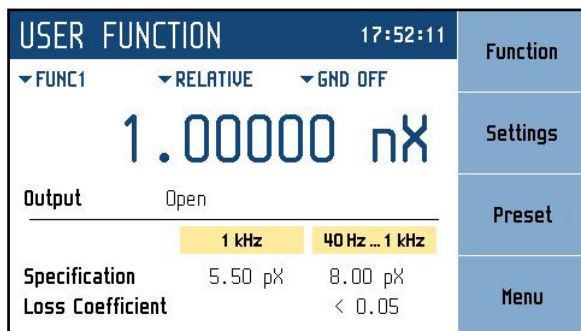 USER FUNCTION 17:52:11
▾FUNC1 ▾RELATIVE ▾GND OFF
1.00000 nX
Output Open
1 kHz 40 Hz ... 1 kHz
Specification 5.50 pX 8.00 pX
Loss Coefficient < 0.05
Function
Settings
Preset
Menu